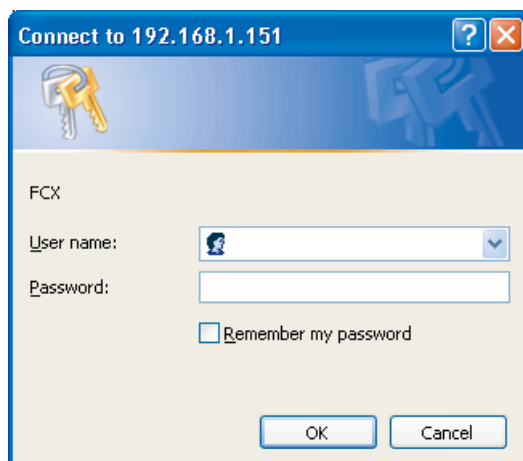 Connect to 192.168.1.151
FCX
User name:
Password:
Remember my password
OK
Cancel